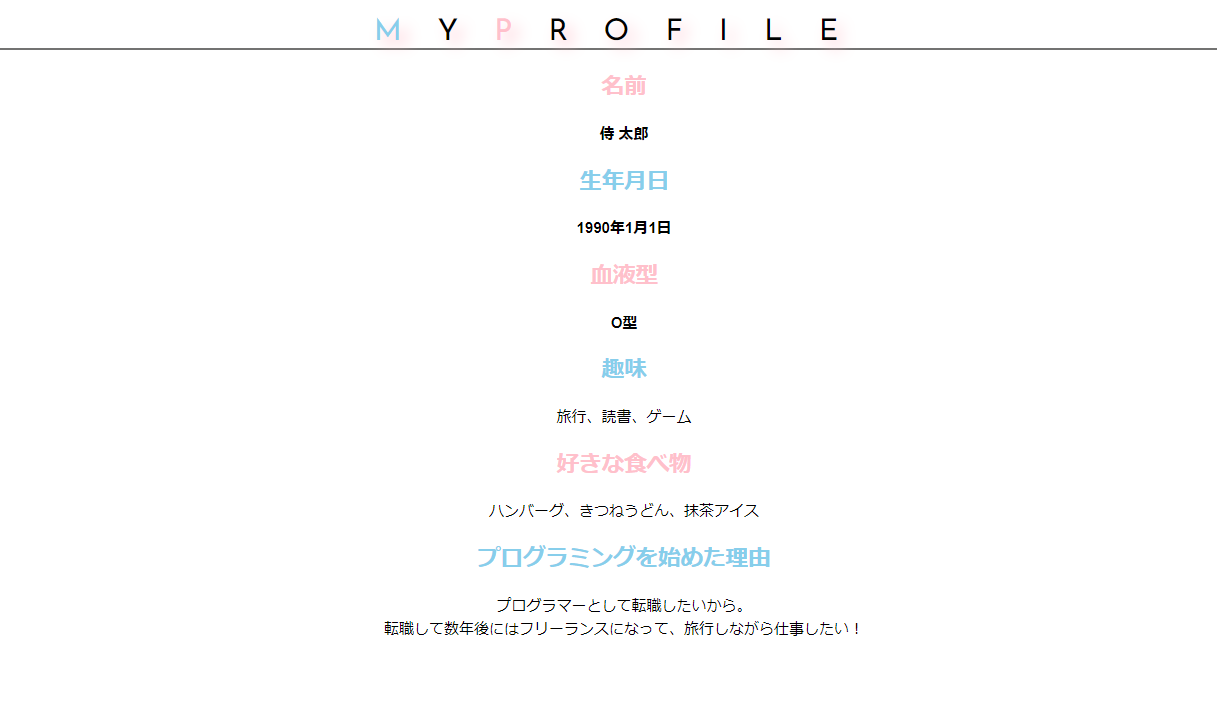 MY PROFILE
名前
侍 太郎
生年月日
1990年1月1日
血液型
O型
趣味
旅行、読書、ゲーム
好きな食べ物
ハンバーグ、きつねうどん、抹茶アイス
プログラミングを始めた理由
プログラマーとして転職したいから。
転職して数年後にはフリーランスになって、旅行しながら仕事したい！